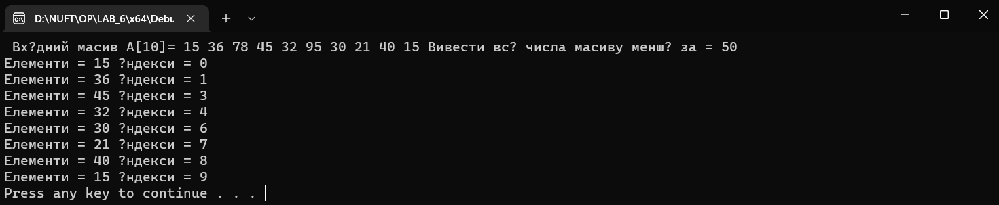 D:\NUFT\OP\LAB_6\x64\Debu
Вх?дний масив А[10]= 15 36 78 45 32 95 30 21 40 15 Вивести вс? числа масиву менш? за = 50
Елементи = 15 ?ндекси = 0
Елементи = 36 ?ндекси = 1
Елементи = 45 ?ндекси = 3
Елементи = 32 ?ндекси = 4
Елементи = 30 ?ндекси = 6
Елементи = 21 ?ндекси = 7
Елементи = 40 ?ндекси = 8
Елементи = 15 ?ндекси = 9
Press any key to continue . . .